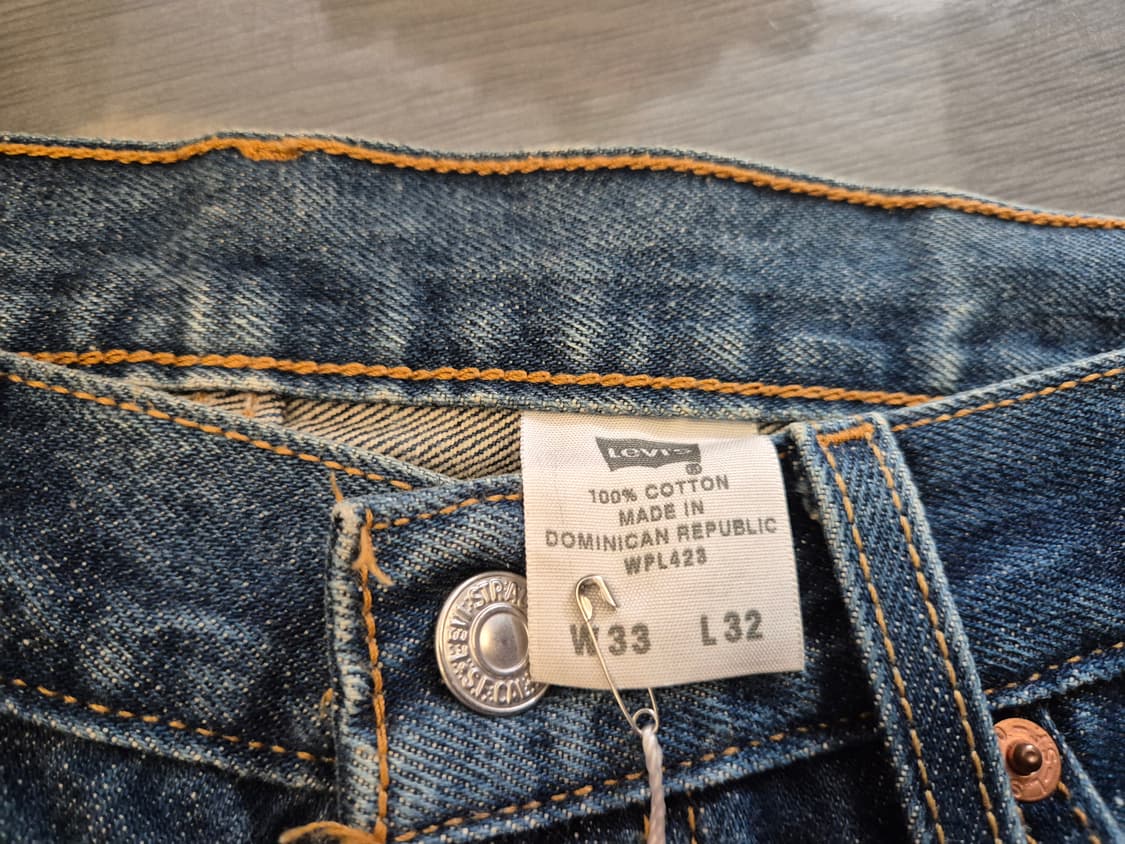 Levi's
®
100% COTTON
MADE IN
DOMINICAN REPUBLIC
WPL423
W33 L32